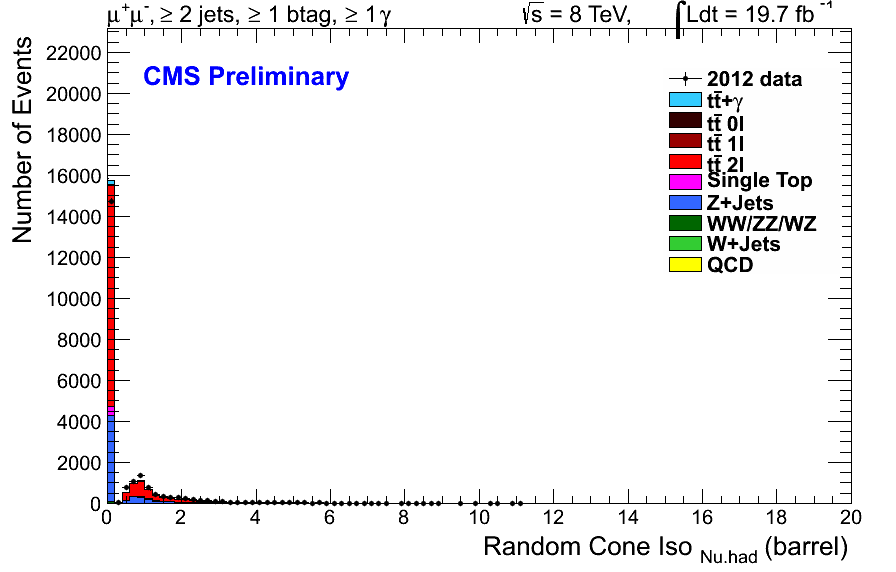 μ⁺μ⁻, ≥ 2 jets, ≥ 1 btag, ≥ 1 γ
√s = 8 TeV, ∫Ldt = 19.7 fb⁻¹
CMS Preliminary
2012 data
tt̄+γ
tt̄ 0l
tt̄ 1l
tt̄ 2l
Single Top
Z+Jets
WW/ZZ/WZ
W+Jets
QCD
Number of Events
22000
20000
18000
16000
14000
12000
10000
8000
6000
4000
2000
0
0 2 4 6 8 10 12 14 16 18 20
Random Cone Iso Nu.had (barrel)